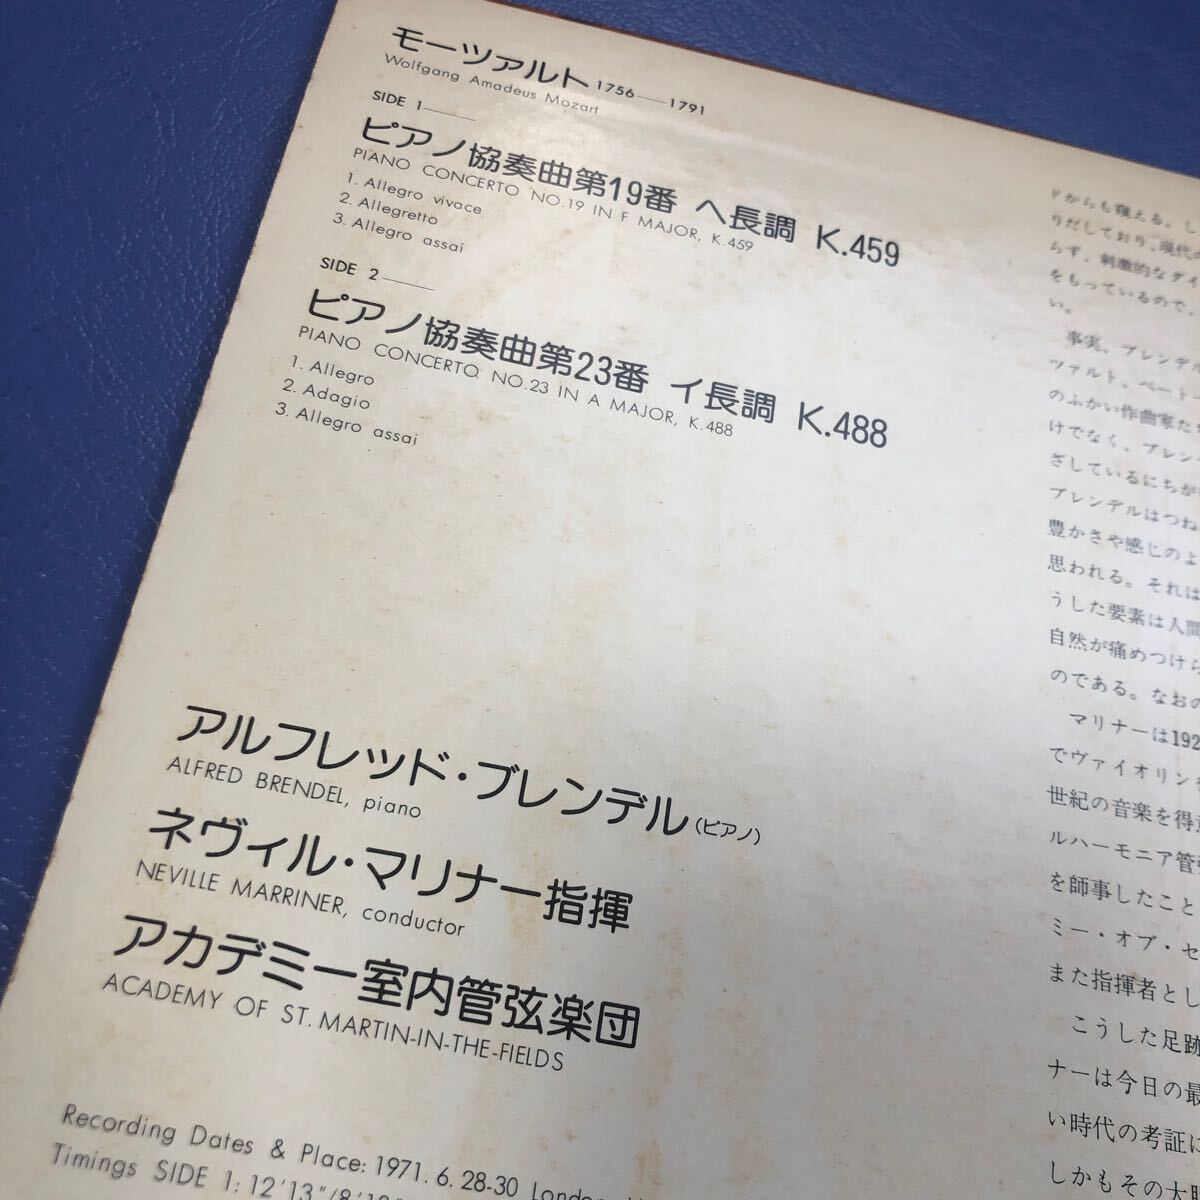 モーツァルト 1756—1791
Wolfgang Amadeus Mozart
SIDE 1
ピアノ協奏曲第19番 ヘ長調 K.459
PIANO CONCERTO NO.19 IN F MAJOR, K.459
1. Allegro vivace
2. Allegretto
3. Allegro assai
SIDE 2
ピアノ協奏曲第23番 イ長調 K.488
PIANO CONCERTO NO.23 IN A MAJOR, K.488
1. Allegro
2. Adagio
3. Allegro assai
アルフレッド・ブレンデル(ピアノ)
ALFRED BRENDEL, piano
ネヴィル・マリナー指揮
NEVILLE MARRINER, conductor
アカデミー室内管弦楽団
ACADEMY OF ST. MARTIN-IN-THE-FIELDS
Recording Dates & Place: 1971. 6. 28-30 London
Timings SIDE 1: 12'13"/8'
ドからも窺える。し
りだしており、現代の
らず、刺激的なダイ
をもっているので、
い。
事実、ブレンデル
ツァルト、ベート
のふかい作曲家た
けでなく、ブレン
ざしているにちが
ブレンデルはつね
豊かさや感じのよ
思われる。それは
うした要素は人間
自然が痛めつけら
のである。なおの
マリナーは192
でヴァイオリンを
世紀の音楽を得意
ルハーモニア管弦
を師事したこと
ミー・オブ・セ
また指揮者とし
こうした足跡
ナーは今日の最
い時代の考証に
しかもその大